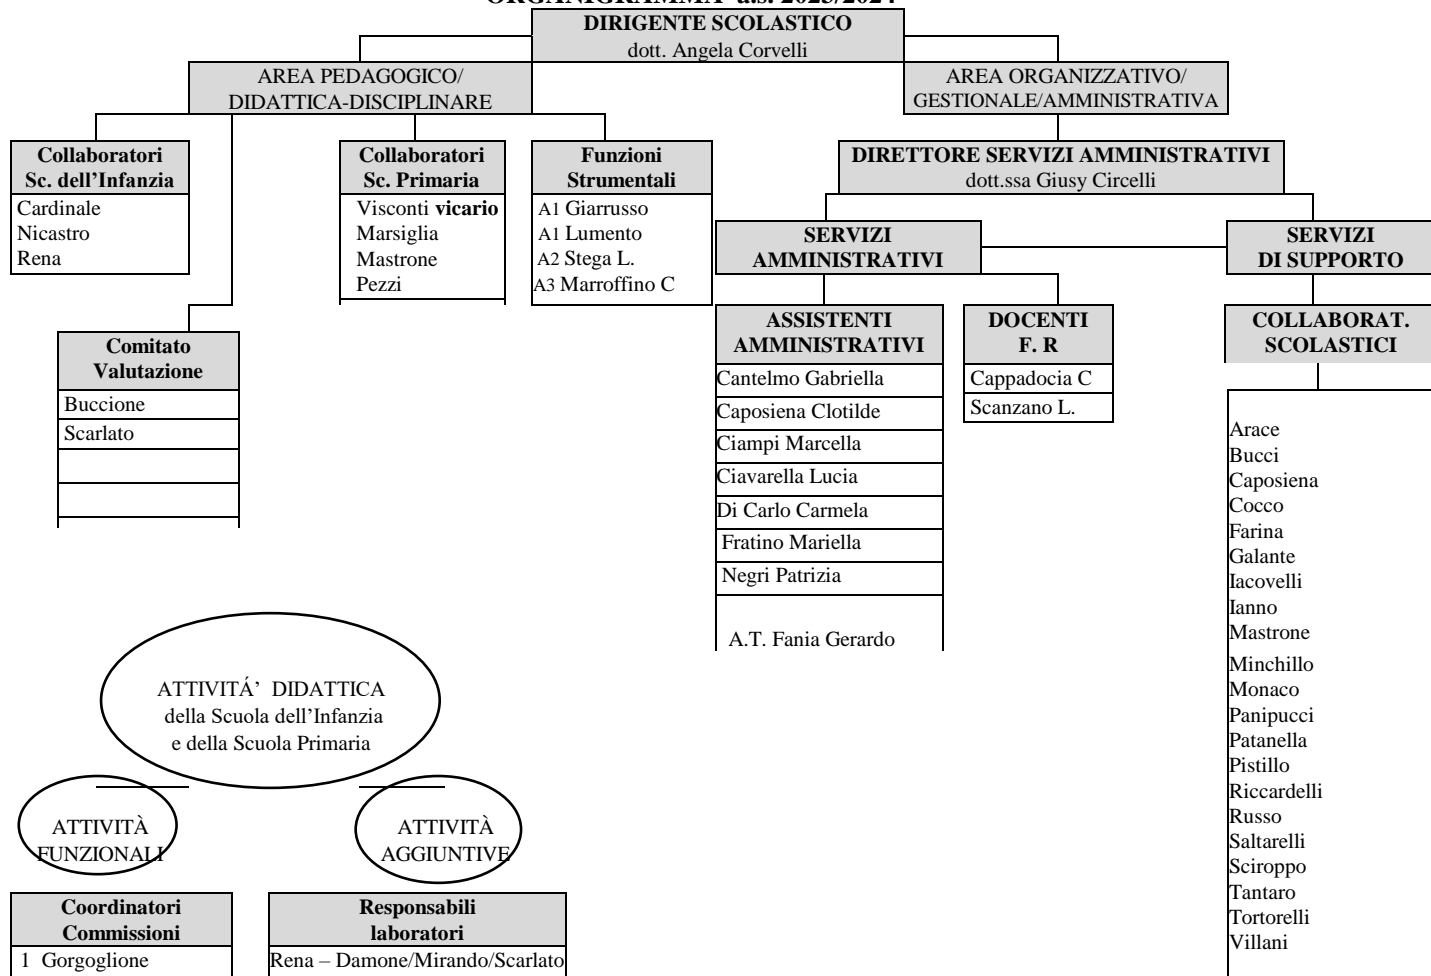 ORGANIGRAMMA a.s. 2023/2024
DIRIGENTE SCOLASTICO
dott. Angela Corvelli
AREA PEDAGOGICO/
DIDATTICA-DISCIPLINARE
AREA ORGANIZZATIVO/
GESTIONALE/AMMINISTRATIVA
Collaboratori
Sc. dell’Infanzia
Cardinale
Nicastro
Rena
Collaboratori
Sc. Primaria
Visconti vicario
Marsiglia
Mastrone
Pezzi
Funzioni
Strumentali
A1 Giarrusso
A1 Lumento
A2 Stega L.
A3 Marroffino C
DIRETTORE SERVIZI AMMINISTRATIVI
dott.ssa Giusy Circelli
SERVIZI
AMMINISTRATIVI
SERVIZI
DI SUPPORTO
Comitato
Valutazione
Buccione
Scarlato
ASSISTENTI
AMMINISTRATIVI
Cantelmo Gabriella
Caposiena Clotilde
Ciampi Marcella
Ciavarella Lucia
Di Carlo Carmela
Fratino Mariella
Negri Patrizia
A.T. Fania Gerardo
DOCENTI
F. R
Cappadocia C
Scanzano L.
COLLABORAT.
SCOLASTICI
Arace
Bucci
Caposiena
Cocco
Farina
Galante
Iacovelli
Ianno
Mastrone
Minchillo
Monaco
Panipucci
Patanella
Pistillo
Riccardelli
Russo
Saltarelli
Sciroppo
Tantaro
Tortorelli
Villani
ATTIVITÁ’ DIDATTICA
della Scuola dell’Infanzia
e della Scuola Primaria
ATTIVITÀ
FUNZIONALI
ATTIVITÀ
AGGIUNTIVE
Coordinatori
Commissioni
1 Gorgoglione
Responsabili
laboratori
Rena – Damone/Mirando/Scarlato